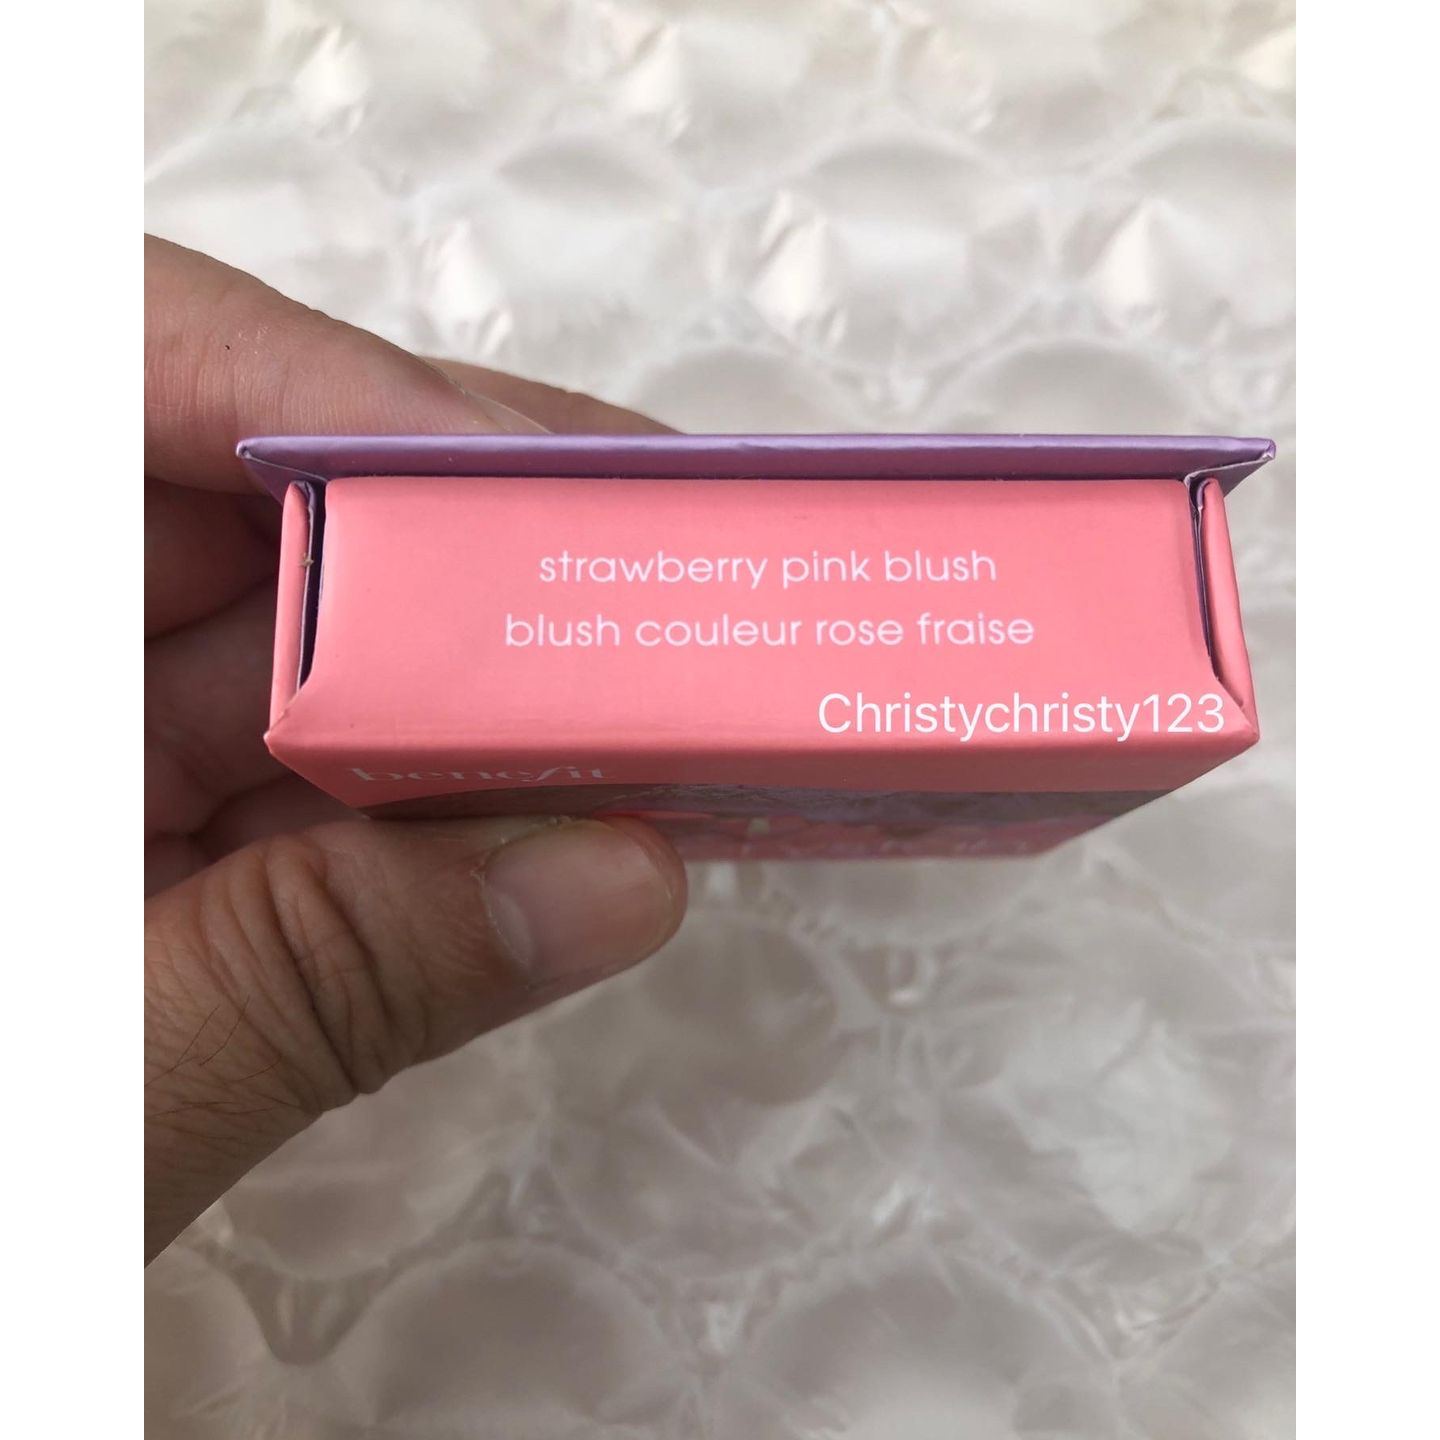 strawberry pink blush
blush couleur rose fraise
Christychristy123
benefit